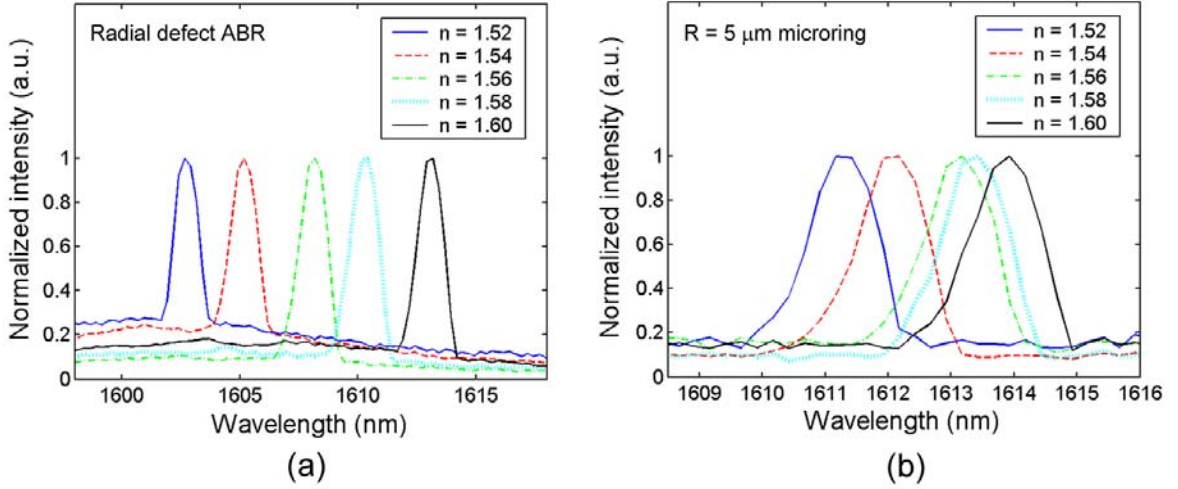 Radial defect ABR
n = 1.52
n = 1.54
n = 1.56
n = 1.58
n = 1.60
Normalized intensity (a.u.)
1
0.8
0.6
0.4
0.2
0
1600 1605 1610 1615
Wavelength (nm)
(a)
R = 5 μm microring
n = 1.52
n = 1.54
n = 1.56
n = 1.58
n = 1.60
Normalized intensity (a.u.)
1
0.8
0.6
0.4
0.2
0
1609 1610 1611 1612 1613 1614 1615 1616
Wavelength (nm)
(b)